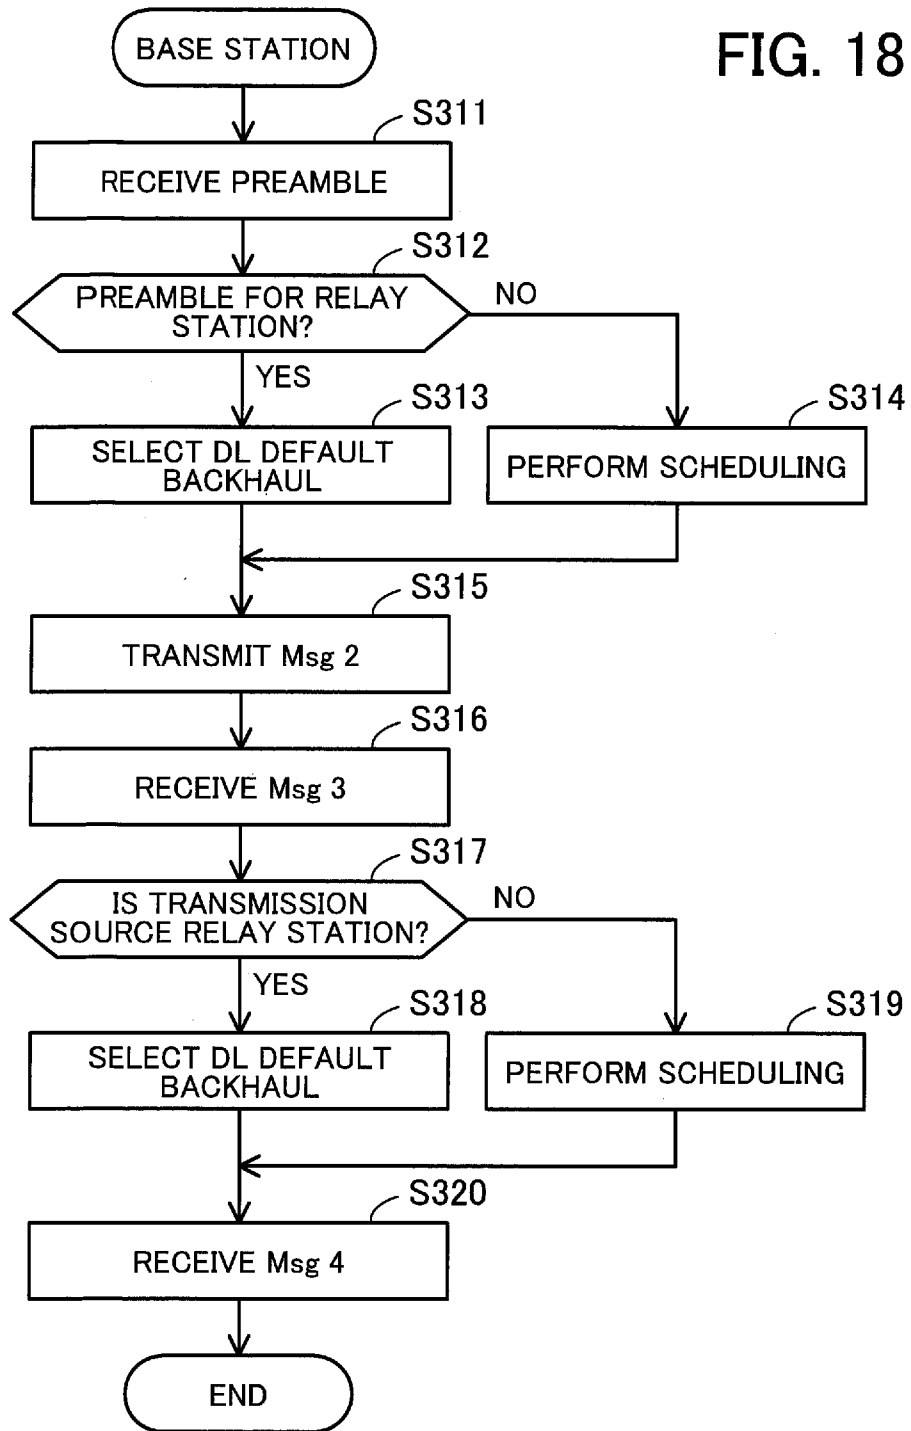 BASE STATION
FIG. 18
S311
RECEIVE PREAMBLE
S312
PREAMBLE FOR RELAY
STATION?
NO
YES
S313
SELECT DL DEFAULT
BACKHAUL
S314
PERFORM SCHEDULING
S315
TRANSMIT Msg 2
S316
RECEIVE Msg 3
S317
IS TRANSMISSION
SOURCE RELAY STATION?
NO
YES
S318
SELECT DL DEFAULT
BACKHAUL
S319
PERFORM SCHEDULING
S320
RECEIVE Msg 4
END